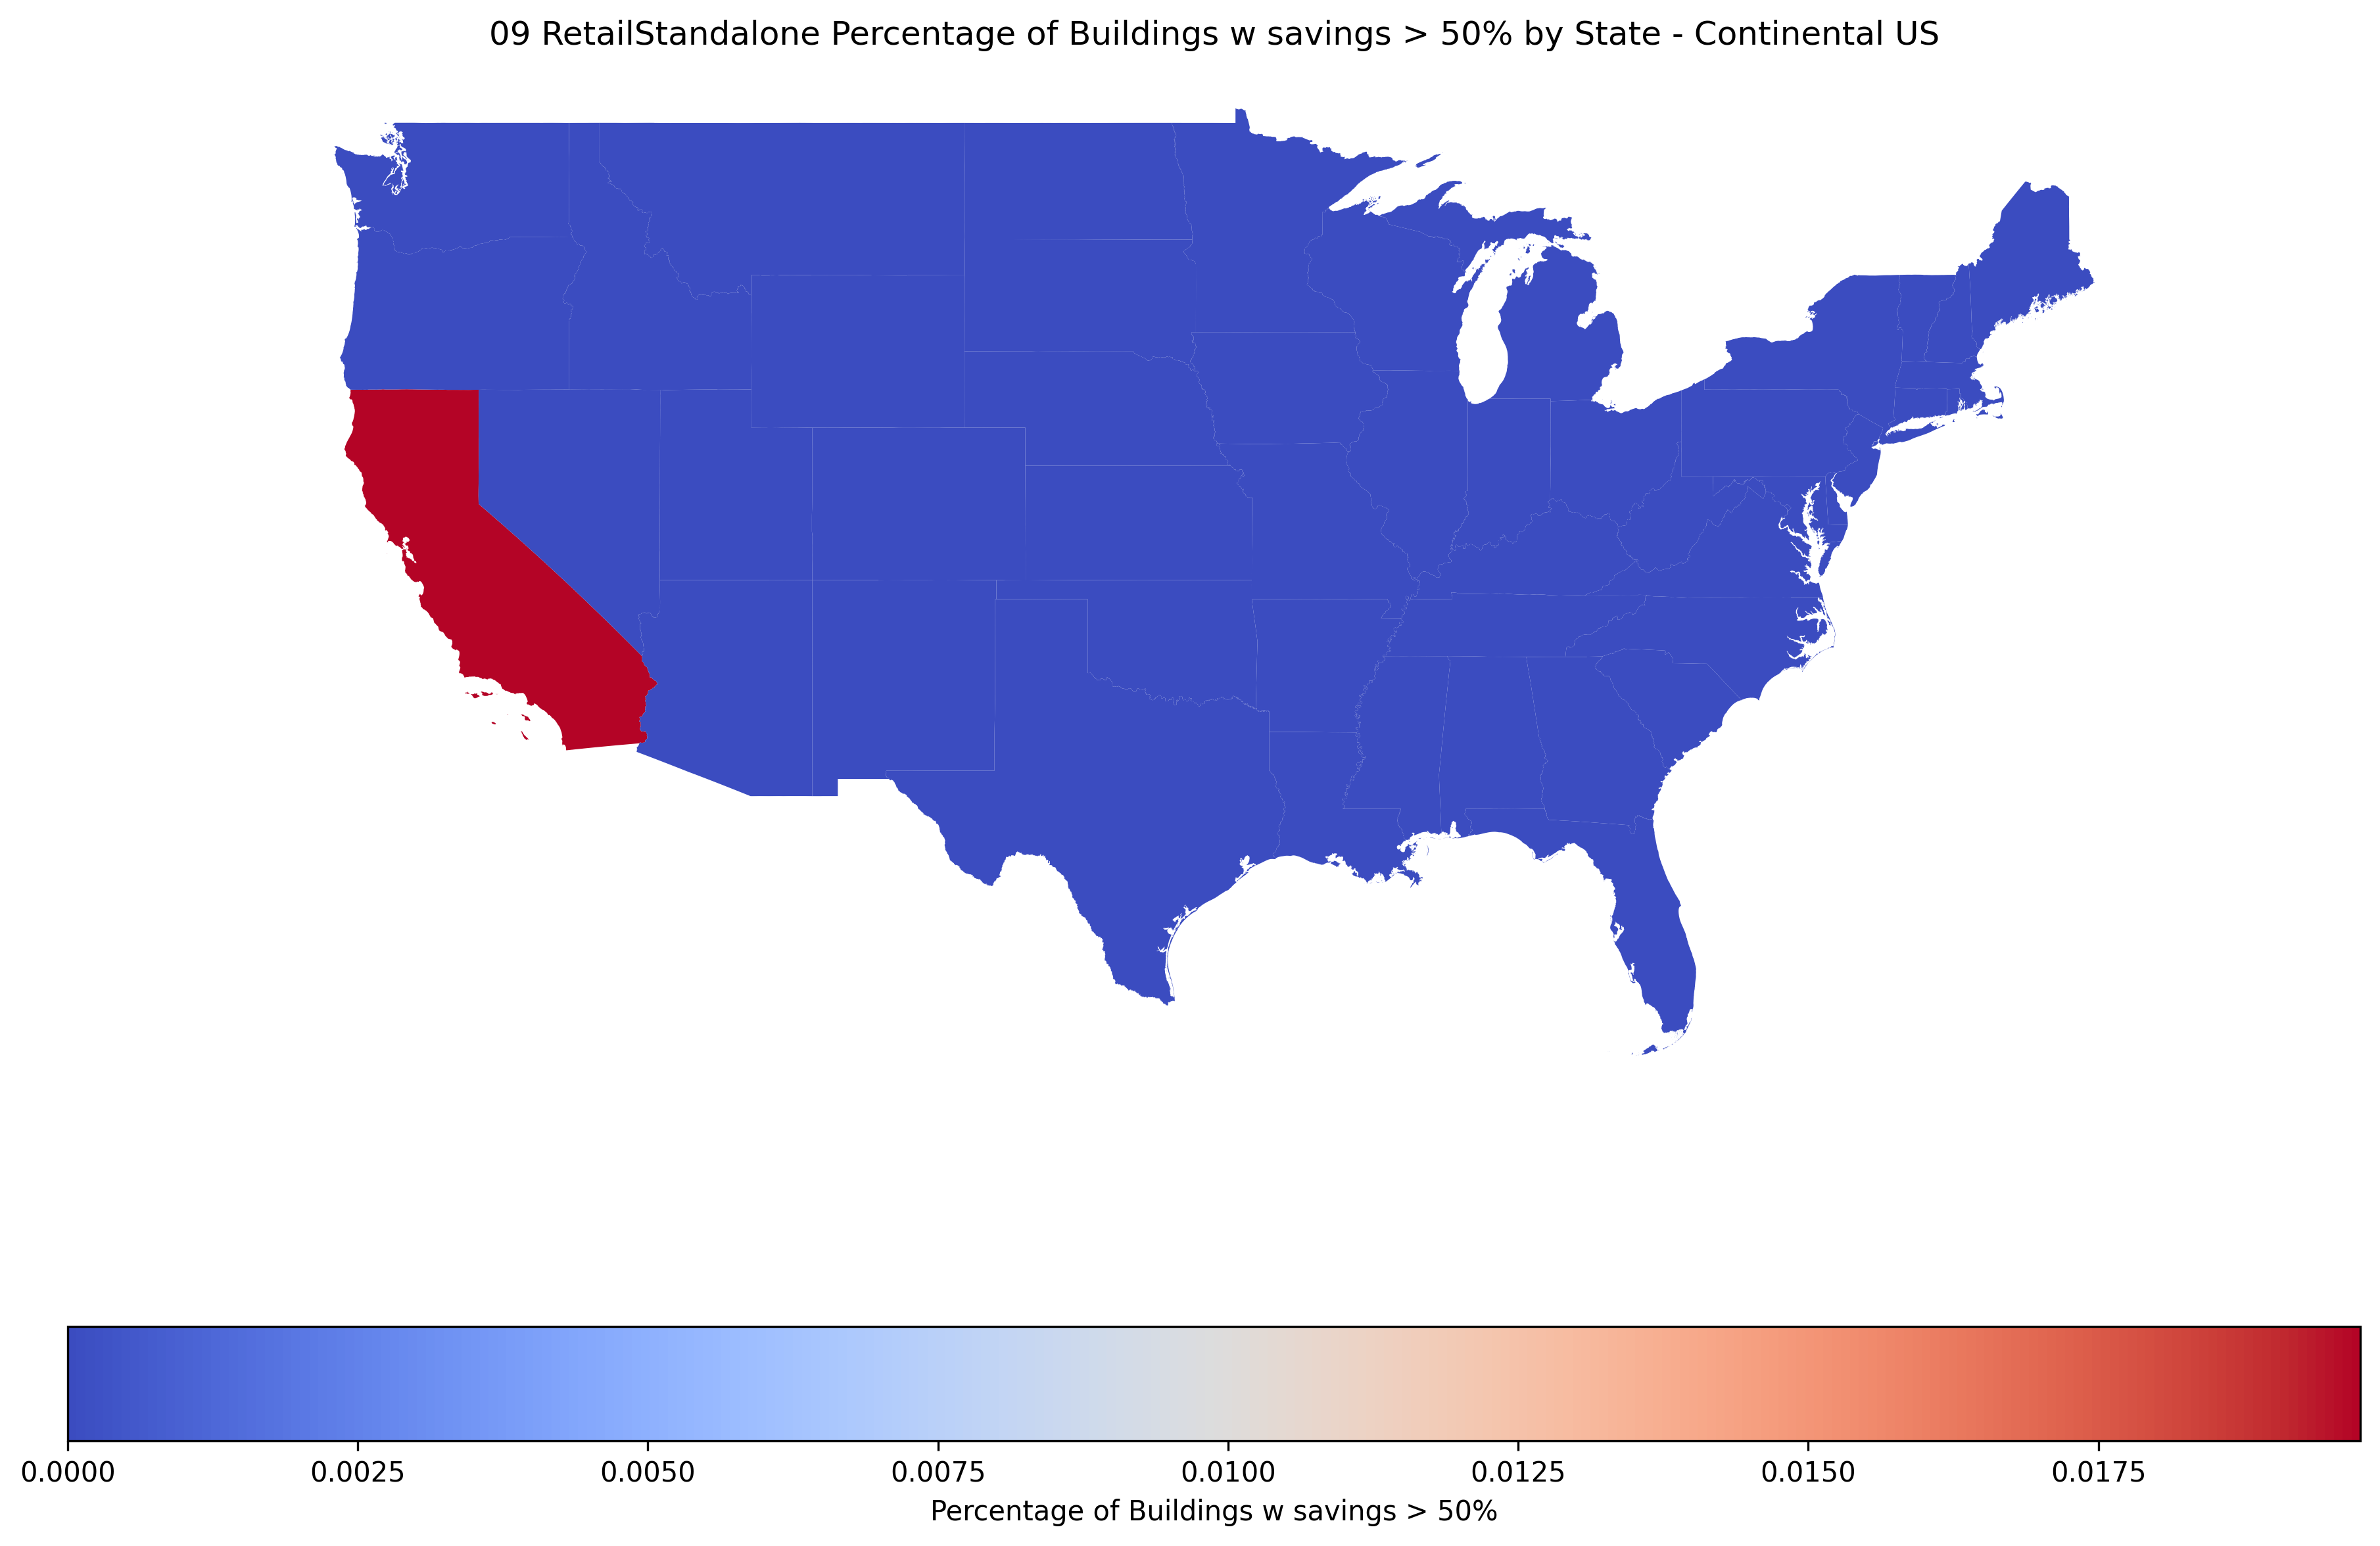 09 RetailStandalone Percentage of Buildings w savings > 50% by State - Continental US
0.0000 0.0025 0.0050 0.0075 0.0100 0.0125 0.0150 0.0175
Percentage of Buildings w savings > 50%